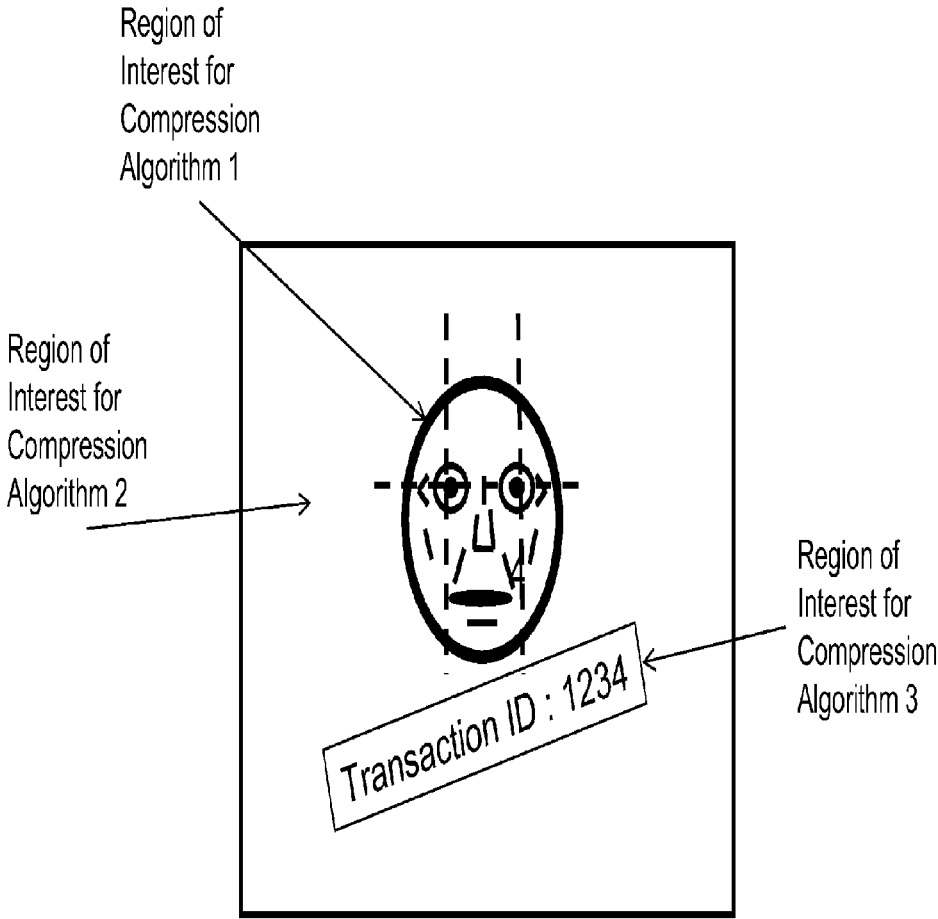 Region of
Interest for
Compression
Algorithm 1
Region of
Interest for
Compression
Algorithm 2
Region of
Interest for
Compression
Algorithm 3
Transaction ID : 1234